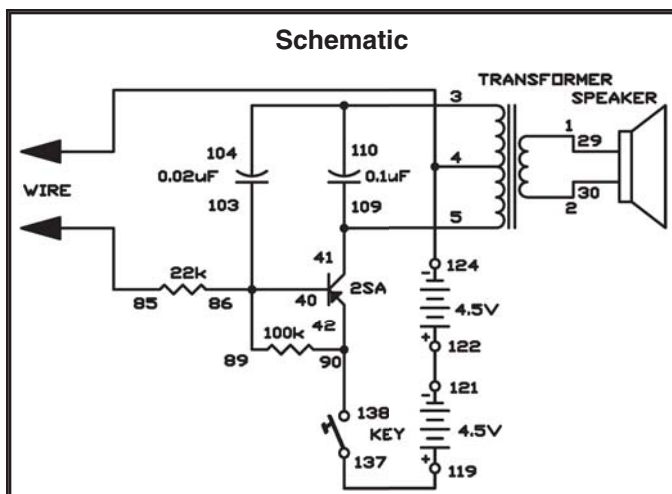 Schematic
TRANSFORMER
SPEAKER
3
1
29
104
110
4
0.02uF
0.1uF
WIRE
103
109
30
2
5
41
124
22k
2SA
85
86
40
4.5V
42
100k
122
89
90
121
138
KEY
4.5V
137
119
- 
+
-
+